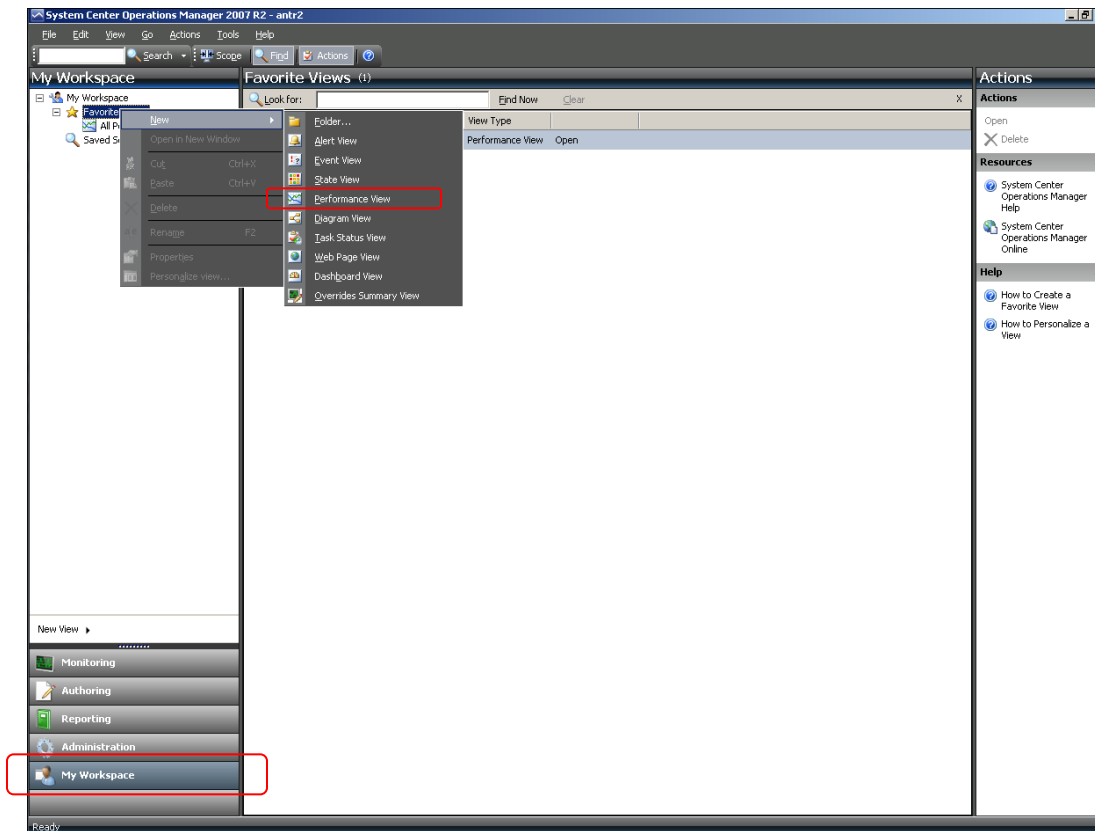 System Center Operations Manager 2007 R2 - antr2
File Edit View Go Actions Tools Help
Search Scope Find Actions
My Workspace
Favorite Views (1)
Actions
My Workspace
Favorite
All P
Saved S
Look for: Find Now Clear X
View Type
Performance View Open
New
Open in New Window
Cut Ctrl+X
Paste Ctrl+V
Delete
Rename F2
Properties
Personalize view...
Folder...
Alert View
Event View
State View
Performance View
Diagram View
Task Status View
Web Page View
Dashboard View
Overrides Summary View
Actions
Open
Delete
Resources
System Center
Operations Manager
Help
System Center
Operations Manager
Online
Help
How to Create a
Favorite View
How to Personalize a
View
New View
Monitoring
Authoring
Reporting
Administration
My Workspace
Ready